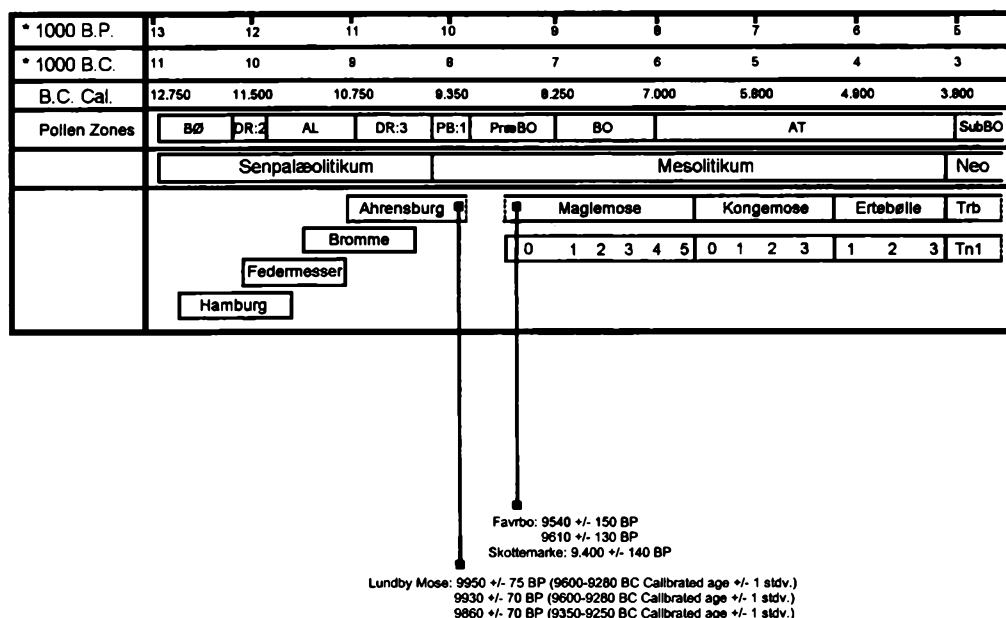 * 1000 B.P. 13 12 11 10 9 8 7 6 5
* 1000 B.C. 11 10 9 8 7 6 5 4 3
B.C. Cal. 12.750 11.500 10.750 9.350 8.250 7.000 5.800 4.900 3.800
Pollen Zones BØ DR:2 AL DR:3 PB:1 PræBO BO AT SubBO
Senpalæolitikum Mesolitikum Neo
Ahrensburg Maglemose Kongemose Ertebølle Trb
Bromme 0 1 2 3 4 5 0 1 2 3 1 2 3 Tn1
Federmesser
Hamburg
Favrbo: 9540 +/- 150 BP
9610 +/- 130 BP
Skottemarke: 9.400 +/- 140 BP
Lundby Mose: 9950 +/- 75 BP (9600-9280 BC Callbrated age +/- 1 stdv.)
9930 +/- 70 BP (9600-9280 BC Callbrated age +/- 1 stdv.)
9860 +/- 70 BP (9350-9250 BC Callbrated age +/- 1 stdv.)